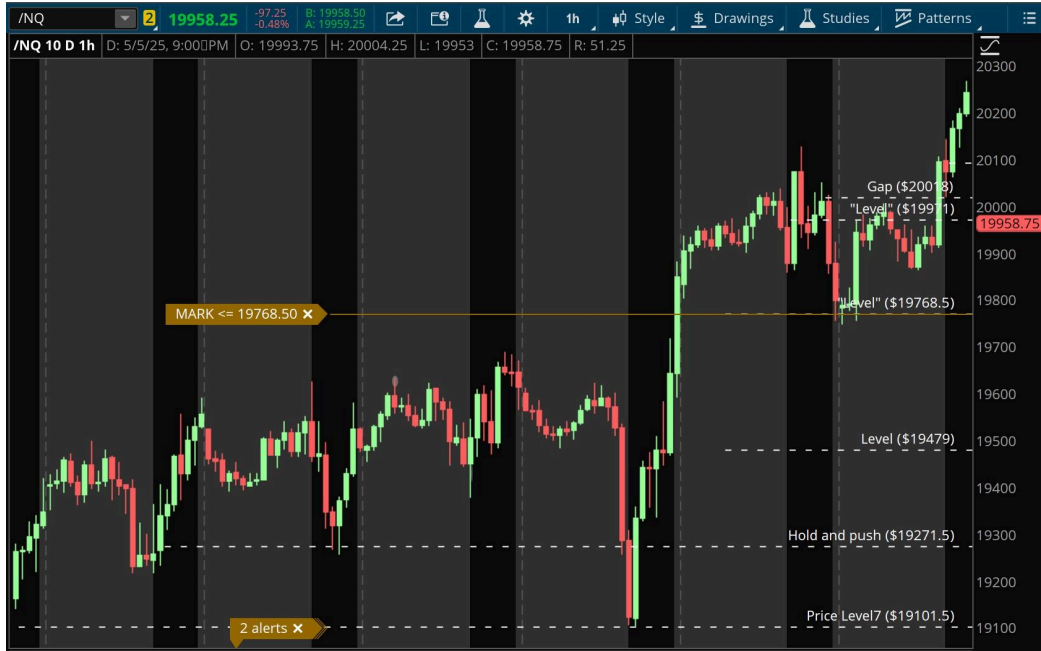 /NQ 2 19958.25 -97.25 -0.48% B: 19958.50 A: 19959.25 1h Style Drawings Studies Patterns
/NQ 10 D 1h D: 5/5/25, 9:00▯PM O: 19993.75 H: 20004.25 L: 19953 C: 19958.75 R: 51.25
20300
20200
20100
Gap ($20018)
20000
"Level" ($19971)
19958.75
19900
19800
"Level" ($19768.5)
MARK <= 19768.50 ×
19700
19600
19500
Level ($19479)
19400
19300
Hold and push ($19271.5)
19200
Price Level7 ($19101.5)
2 alerts ×
19100